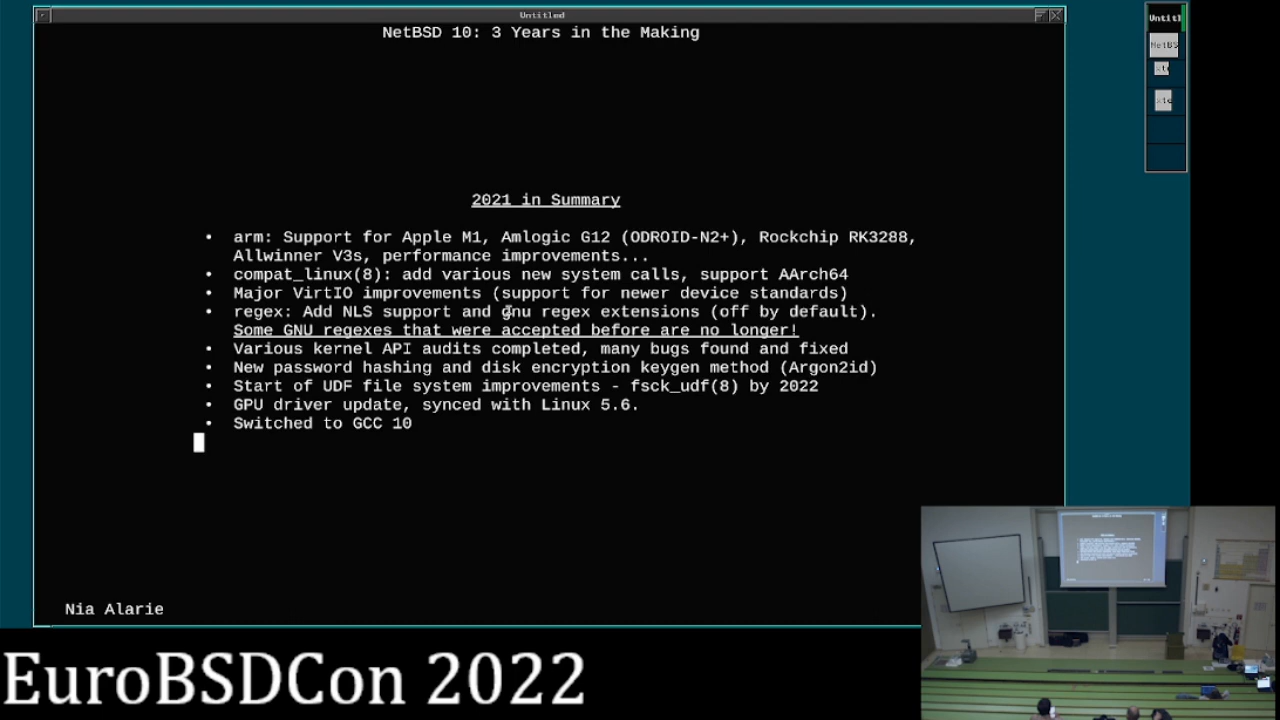 Untitled
NetBSD 10: 3 Years in the Making
2021 in Summary
• arm: Support for Apple M1, Amlogic G12 (ODROID-N2+), Rockchip RK3288,
Allwinner V3s, performance improvements...
• compat_linux(8): add various new system calls, support AArch64
• Major VirtIO improvements (support for newer device standards)
• regex: Add NLS support and gnu regex extensions (off by default).
Some GNU regexes that were accepted before are no longer!
• Various kernel API audits completed, many bugs found and fixed
• New password hashing and disk encryption keygen method (Argon2id)
• Start of UDF file system improvements - fsck_udf(8) by 2022
• GPU driver update, synced with Linux 5.6.
• Switched to GCC 10
Nia Alarie
EuroBSDCon 2022
Untitl
NetBS
xte